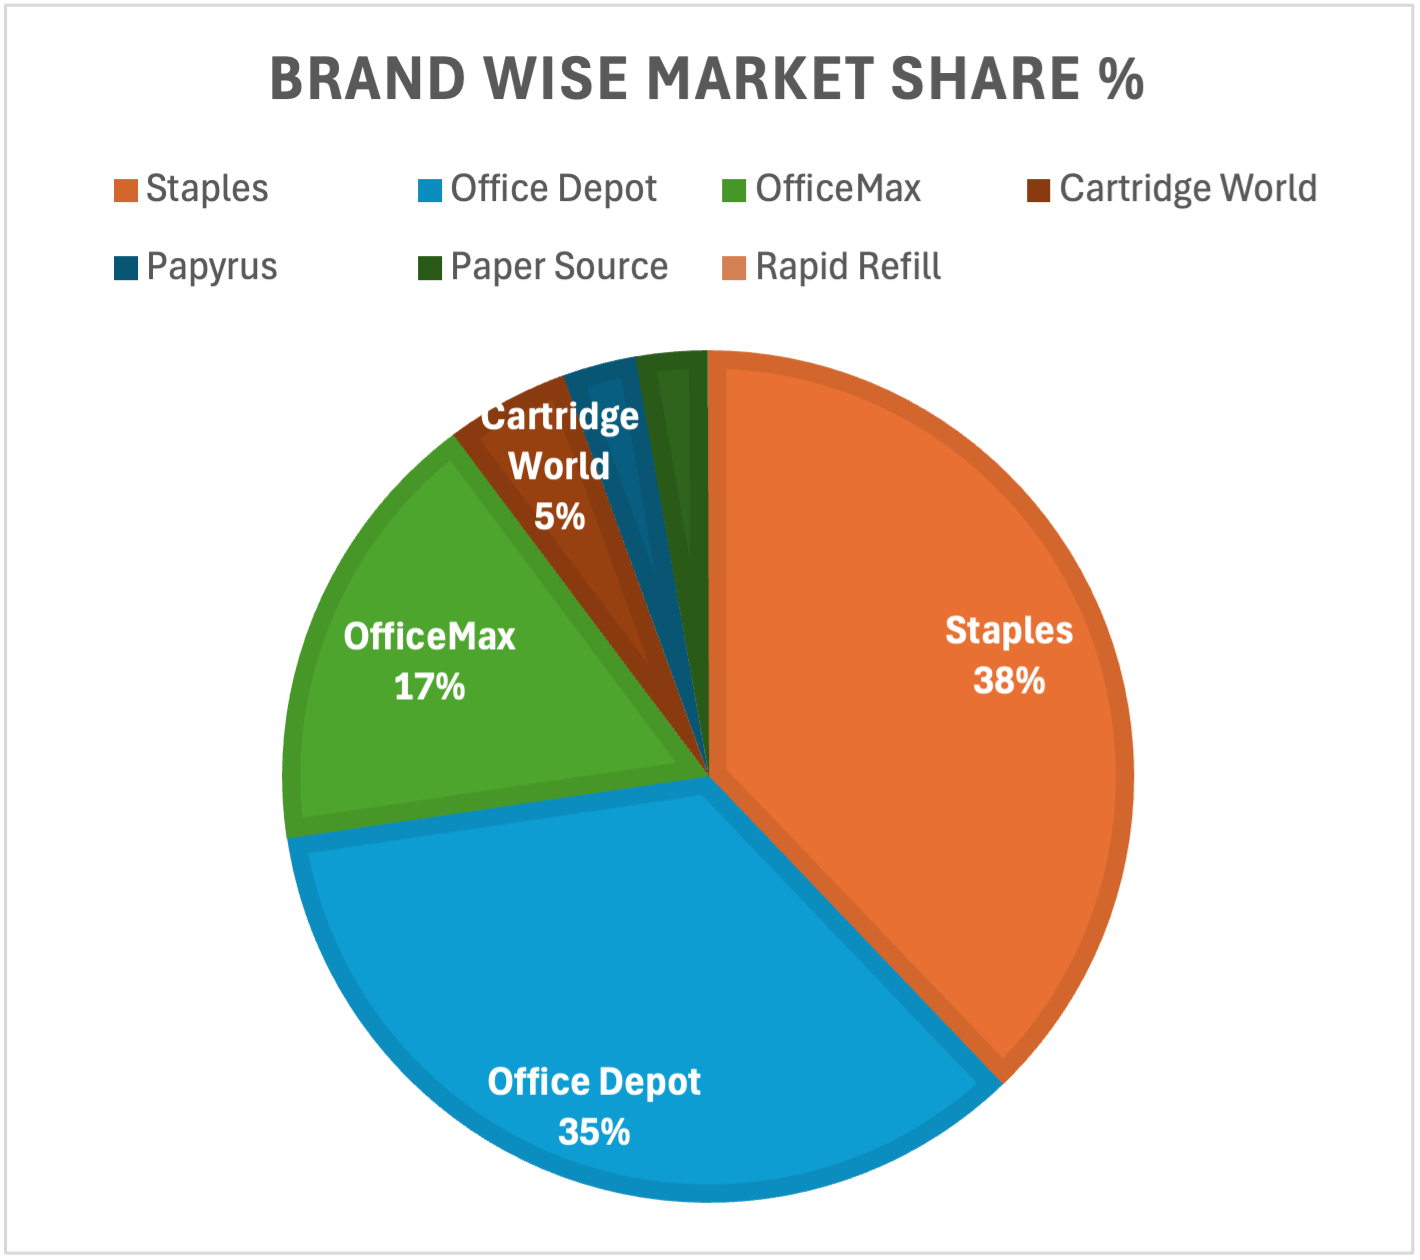 BRAND WISE MARKET SHARE %
Staples Office Depot OfficeMax Cartridge World
Papyrus Paper Source Rapid Refill
Cartridge
World
5%
OfficeMax
17%
Staples
38%
Office Depot
35%